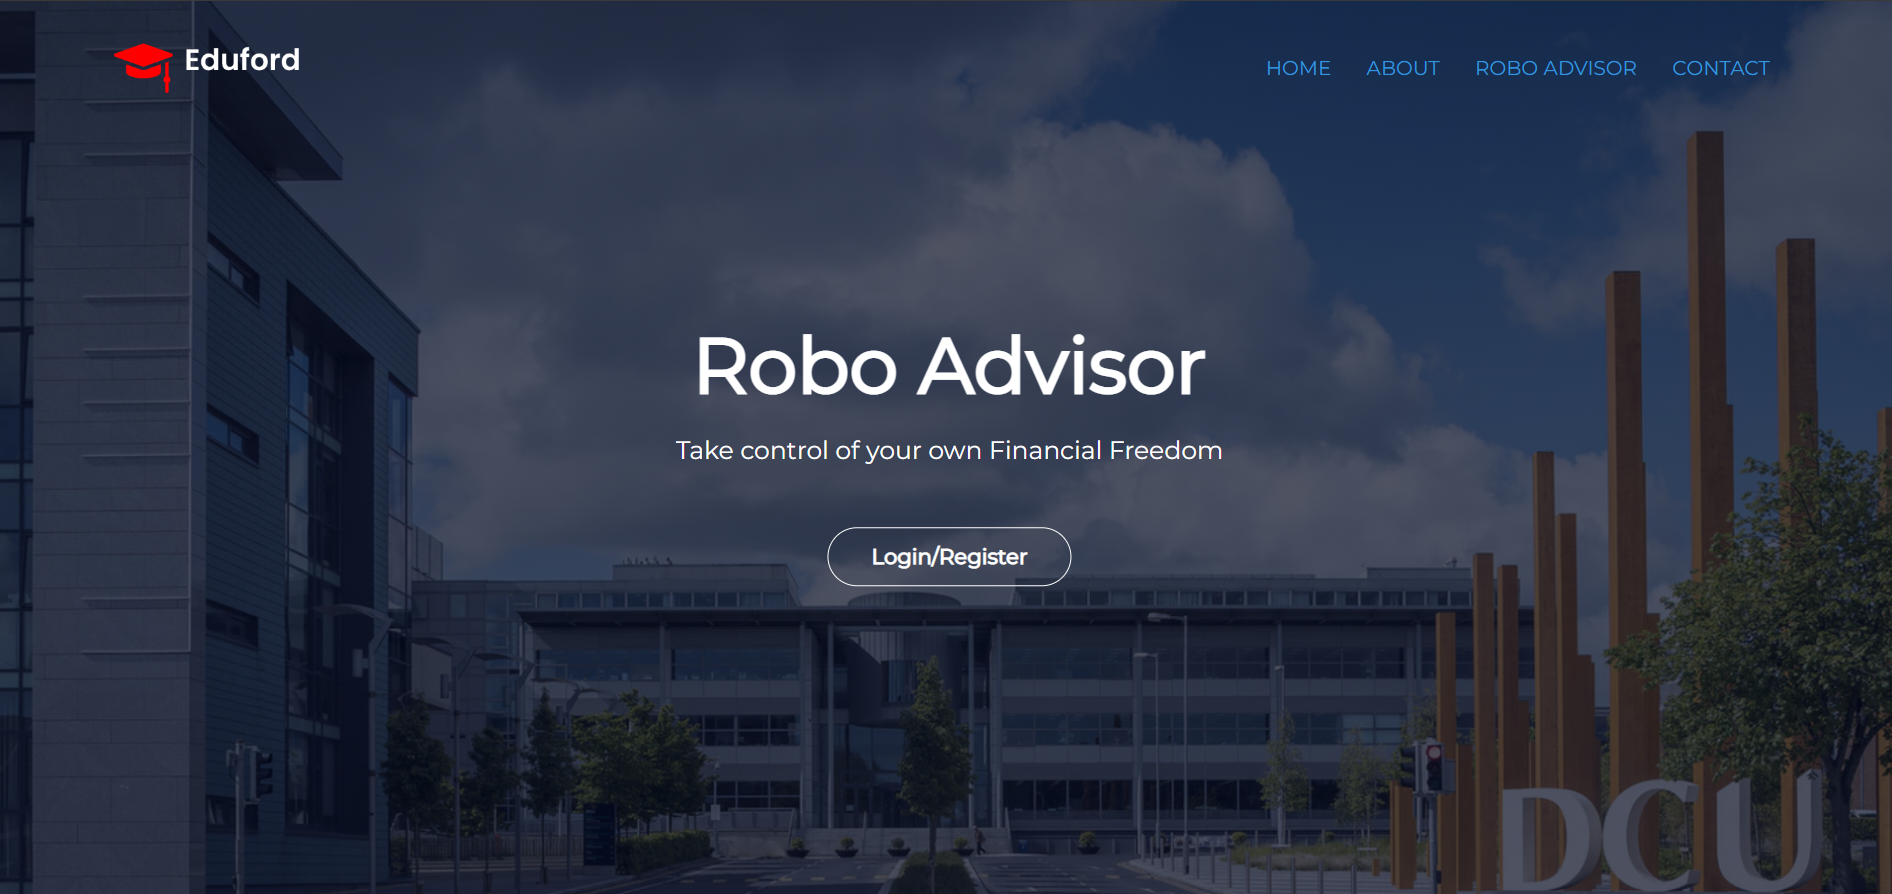 Eduford
HOME ABOUT ROBO ADVISOR CONTACT
Robo Advisor
Take control of your own Financial Freedom
Login/Register
DCU